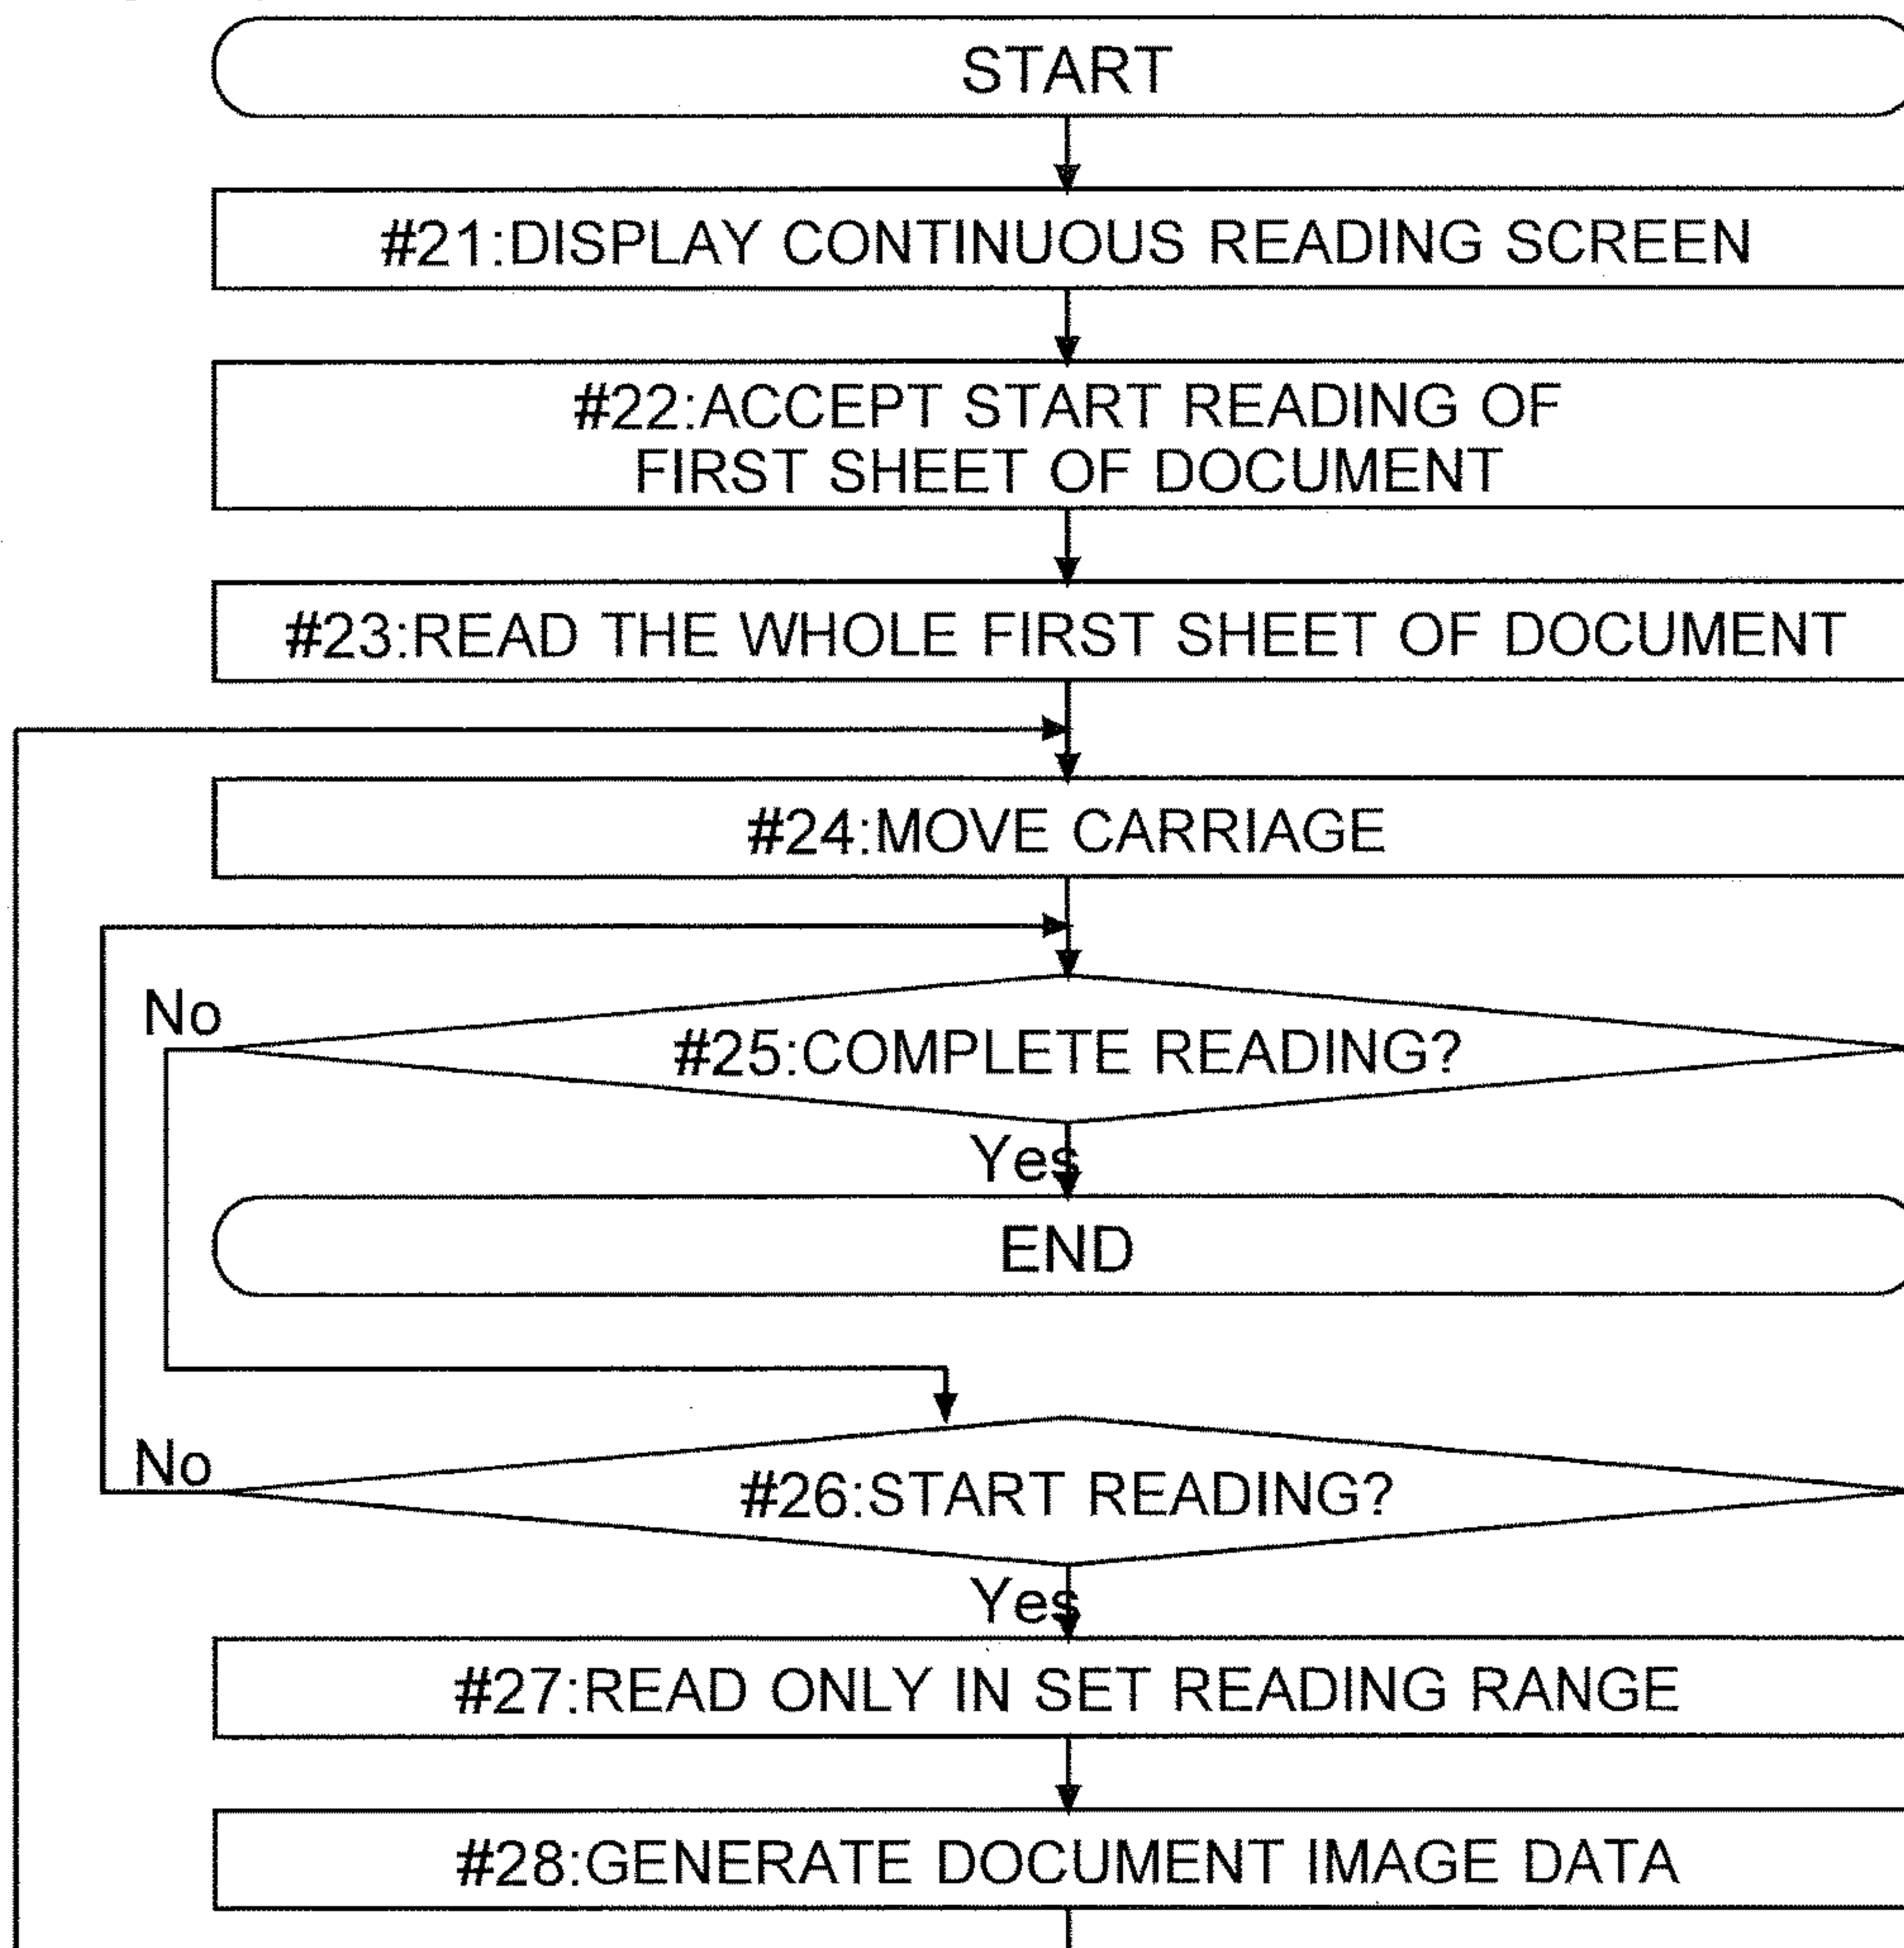 START
#21:DISPLAY CONTINUOUS READING SCREEN
#22:ACCEPT START READING OF
FIRST SHEET OF DOCUMENT
#23:READ THE WHOLE FIRST SHEET OF DOCUMENT
#24:MOVE CARRIAGE
No
#25:COMPLETE READING?
Yes
END
No
#26:START READING?
Yes
#27:READ ONLY IN SET READING RANGE
#28:GENERATE DOCUMENT IMAGE DATA